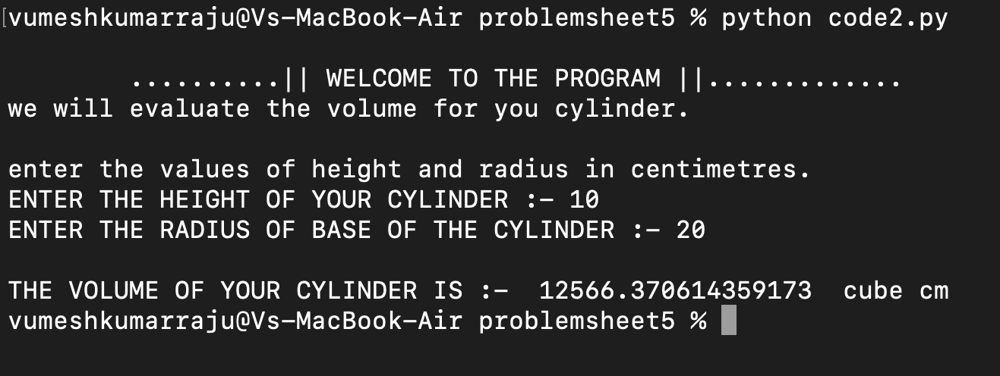 [vumeshkumarraju@Vs-MacBook-Air problemsheet5 % python code2.py
..........|| WELCOME TO THE PROGRAM ||.............
we will evaluate the volume for you cylinder.
enter the values of height and radius in centimetres.
ENTER THE HEIGHT OF YOUR CYLINDER :- 10
ENTER THE RADIUS OF BASE OF THE CYLINDER :- 20
THE VOLUME OF YOUR CYLINDER IS :-  12566.370614359173  cube cm
vumeshkumarraju@Vs-MacBook-Air problemsheet5 %